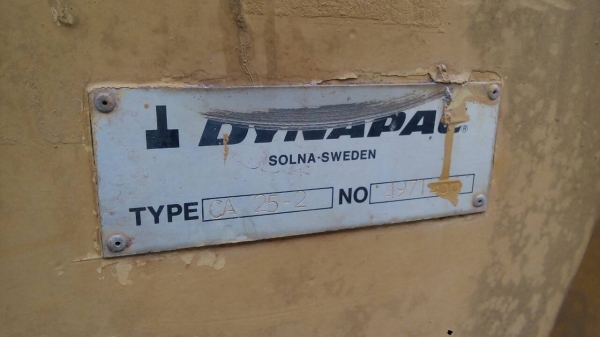 DYNAPAC®
SOLNA-SWEDEN
TYPE CA 25-2 NO